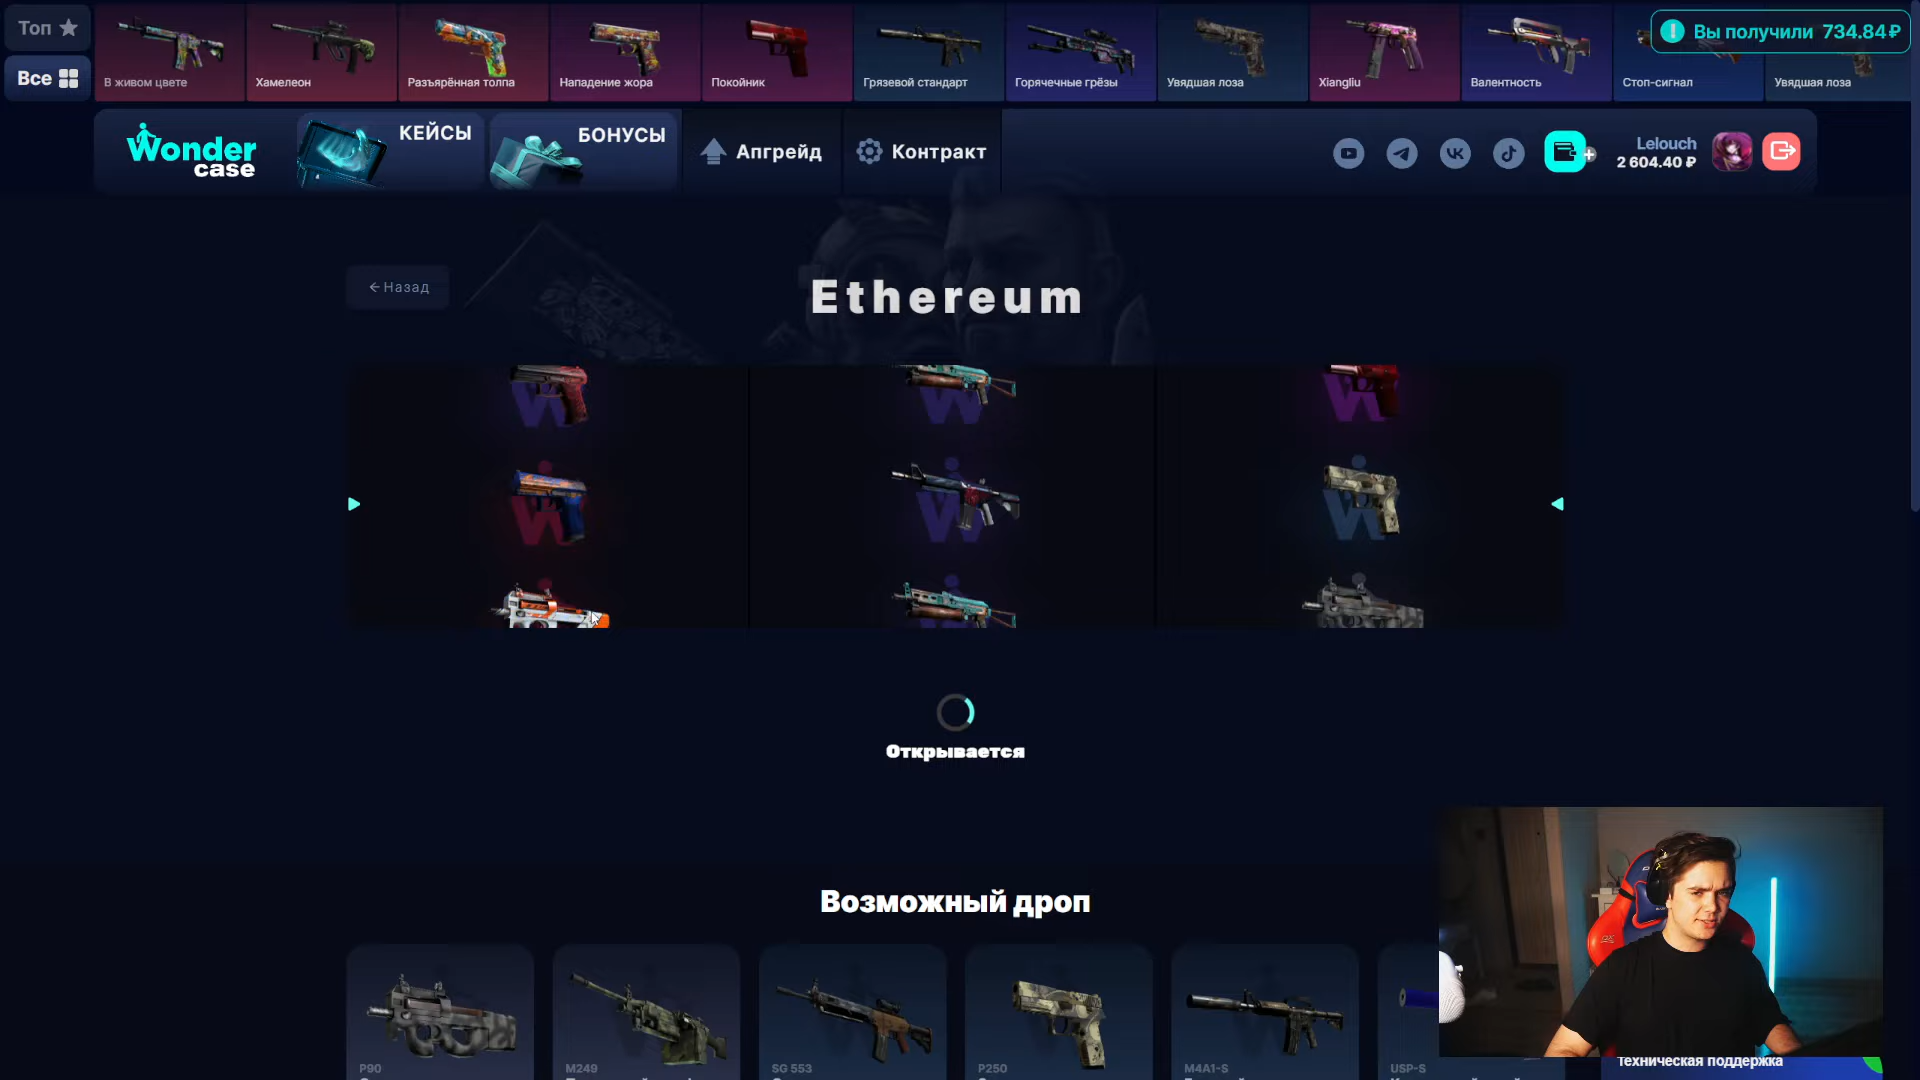 Топ
Все
В живом цвете
Хамелеон
Разъярённая толпа
Нападение жора
Покойник
Грязевой стандарт
Горячечные грёзы
Увядшая лоза
Xiangliu
Валентность
Стоп-сигнал
Увядшая лоза
Вы получили 734.84₽
Wonder
case
КЕЙСЫ
БОНУСЫ
Апгрейд
Контракт
Lelouch
2 604.40 ₽
Назад
Ethereum
Открывается
Возможный дроп
P90
M249
SG 553
P250
M4A1-S
USP-S
Техническая поддержка